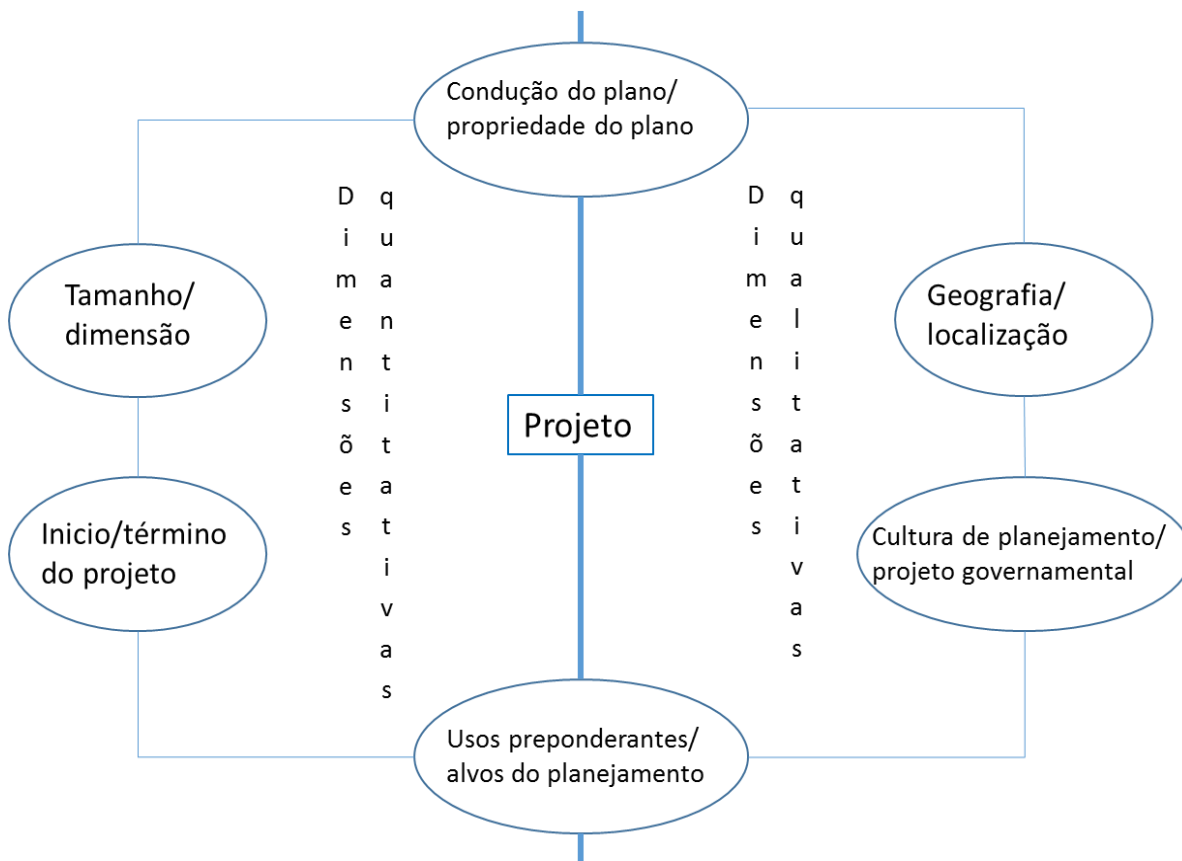 Condução do plano/
propriedade do plano
Dimensões
quantitativas
Dimensões
qualitativas
Tamanho/
dimensão
Geografia/
localização
Projeto
Inicio/término
do projeto
Cultura de planejamento/
projeto governamental
Usos preponderantes/
alvos do planejamento